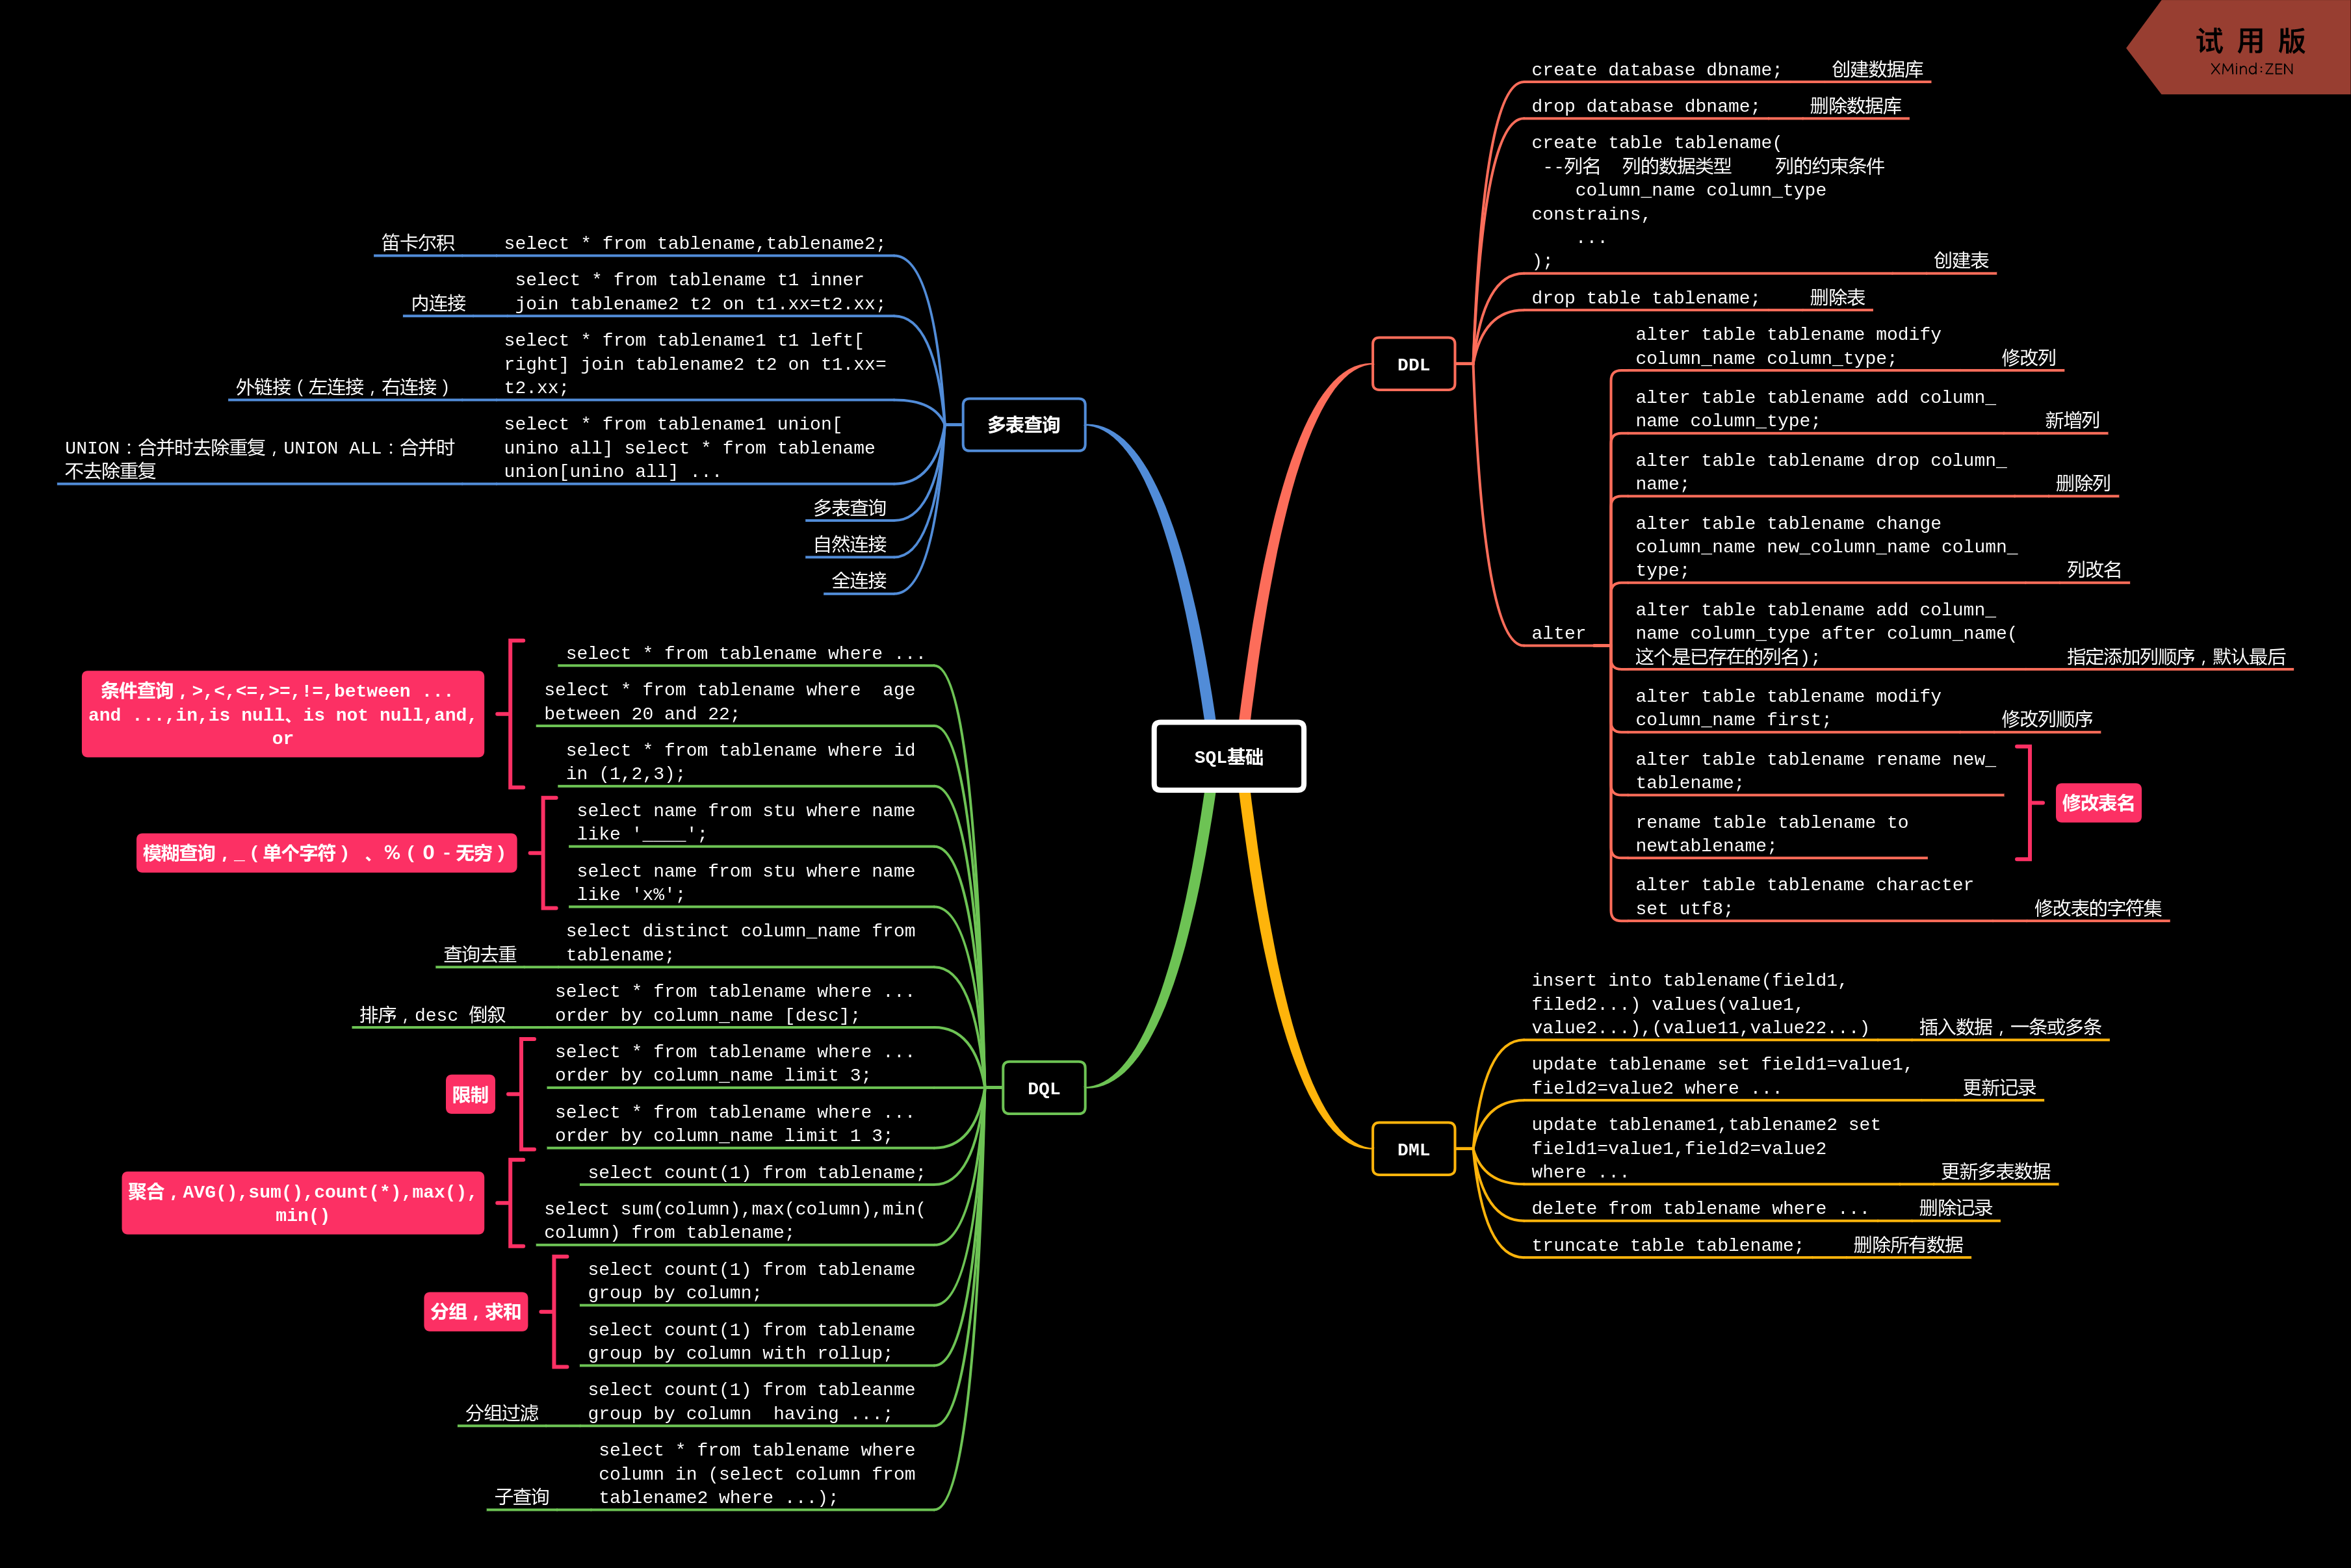 试 用 版
XMind:ZEN
SQL基础
DDL
create database dbname;
创建数据库
drop database dbname;
删除数据库
create table tablename(
--列名  列的数据类型    列的约束条件
column_name column_type
constrains,
...
);
创建表
drop table tablename;
删除表
alter
alter table tablename modify
column_name column_type;
修改列
alter table tablename add column_
name column_type;
新增列
alter table tablename drop column_
name;
删除列
alter table tablename change
column_name new_column_name column_
type;
列改名
alter table tablename add column_
name column_type after column_name(
这个是已存在的列名);
指定添加列顺序，默认最后
alter table tablename modify
column_name first;
修改列顺序
alter table tablename rename new_
tablename;
rename table tablename to
newtablename;
修改表名
alter table tablename character
set utf8;
修改表的字符集
DML
insert into tablename(field1,
filed2...) values(value1,
value2...),(value11,value22...)
插入数据，一条或多条
update tablename set field1=value1,
field2=value2 where ...
更新记录
update tablename1,tablename2 set
field1=value1,field2=value2
where ...
更新多表数据
delete from tablename where ...
删除记录
truncate table tablename;
删除所有数据
多表查询
select * from tablename,tablename2;
笛卡尔积
select * from tablename t1 inner
join tablename2 t2 on t1.xx=t2.xx;
内连接
select * from tablename1 t1 left[
right] join tablename2 t2 on t1.xx=
t2.xx;
外链接（左连接，右连接）
select * from tablename1 union[
unino all] select * from tablename
union[unino all] ...
UNION：合并时去除重复，UNION ALL：合并时
不去除重复
多表查询
自然连接
全连接
DQL
select * from tablename where ...
select * from tablename where  age
between 20 and 22;
select * from tablename where id
in (1,2,3);
条件查询，>,<,<=,>=,!=,between ...
and ...,in,is null、is not null,and,
or
select name from stu where name
like '____';
select name from stu where name
like 'x%';
模糊查询，_（单个字符） 、%（ 0 - 无穷）
select distinct column_name from
tablename;
查询去重
select * from tablename where ...
order by column_name [desc];
排序，desc 倒叙
select * from tablename where ...
order by column_name limit 3;
select * from tablename where ...
order by column_name limit 1 3;
限制
select count(1) from tablename;
select sum(column),max(column),min(
column) from tablename;
聚合，AVG(),sum(),count(*),max(),
min()
select count(1) from tablename
group by column;
select count(1) from tablename
group by column with rollup;
分组，求和
select count(1) from tableanme
group by column  having ...;
分组过滤
select * from tablename where
column in (select column from
tablename2 where ...);
子查询